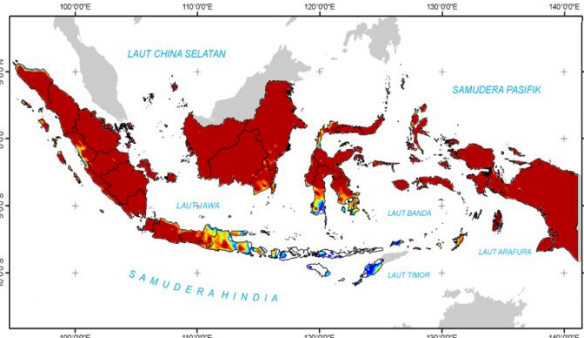 100°0'0"E 110°0'0"E 120°0'0"E 130°0'0"E 140°0'0"E
LAUT CHINA SELATAN
SAMUDERA PASIFIK
LAUT JAWA
LAUT BANDA
LAUT ARAFURA
LAUT TIMOR
SAMUDERA HINDIA
100°0'0"E 110°0'0"E 120°0'0"E 130°0'0"E 140°0'0"E